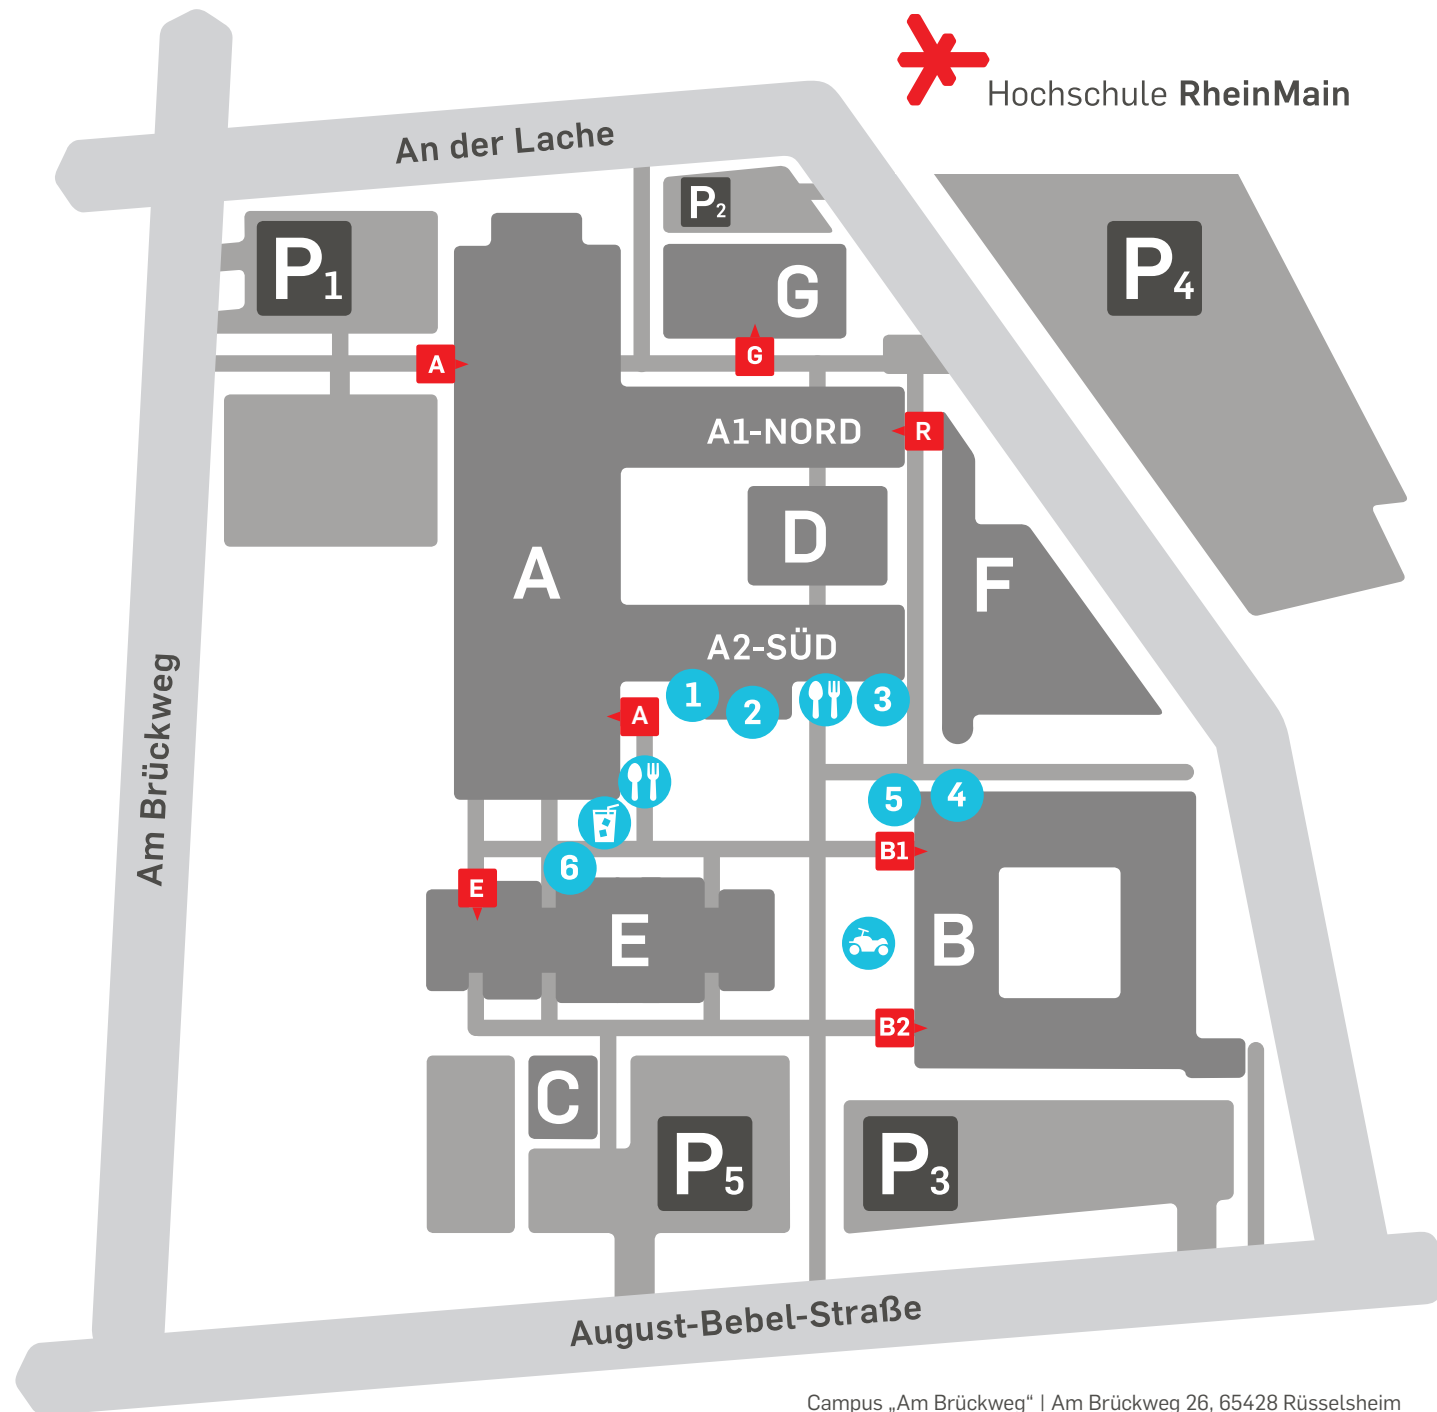 Hochschule RheinMain
An der Lache
P2
P1
P4
G
A
G
A1-NORD
R
D
A
F
A2-SÜD
1
2
3
A
Am Brückweg
5
4
B1
6
E
E
B
B2
C
P5
P3
August-Bebel-Straße
Campus „Am Brückweg“ | Am Brückweg 26, 65428 Rüsselsheim